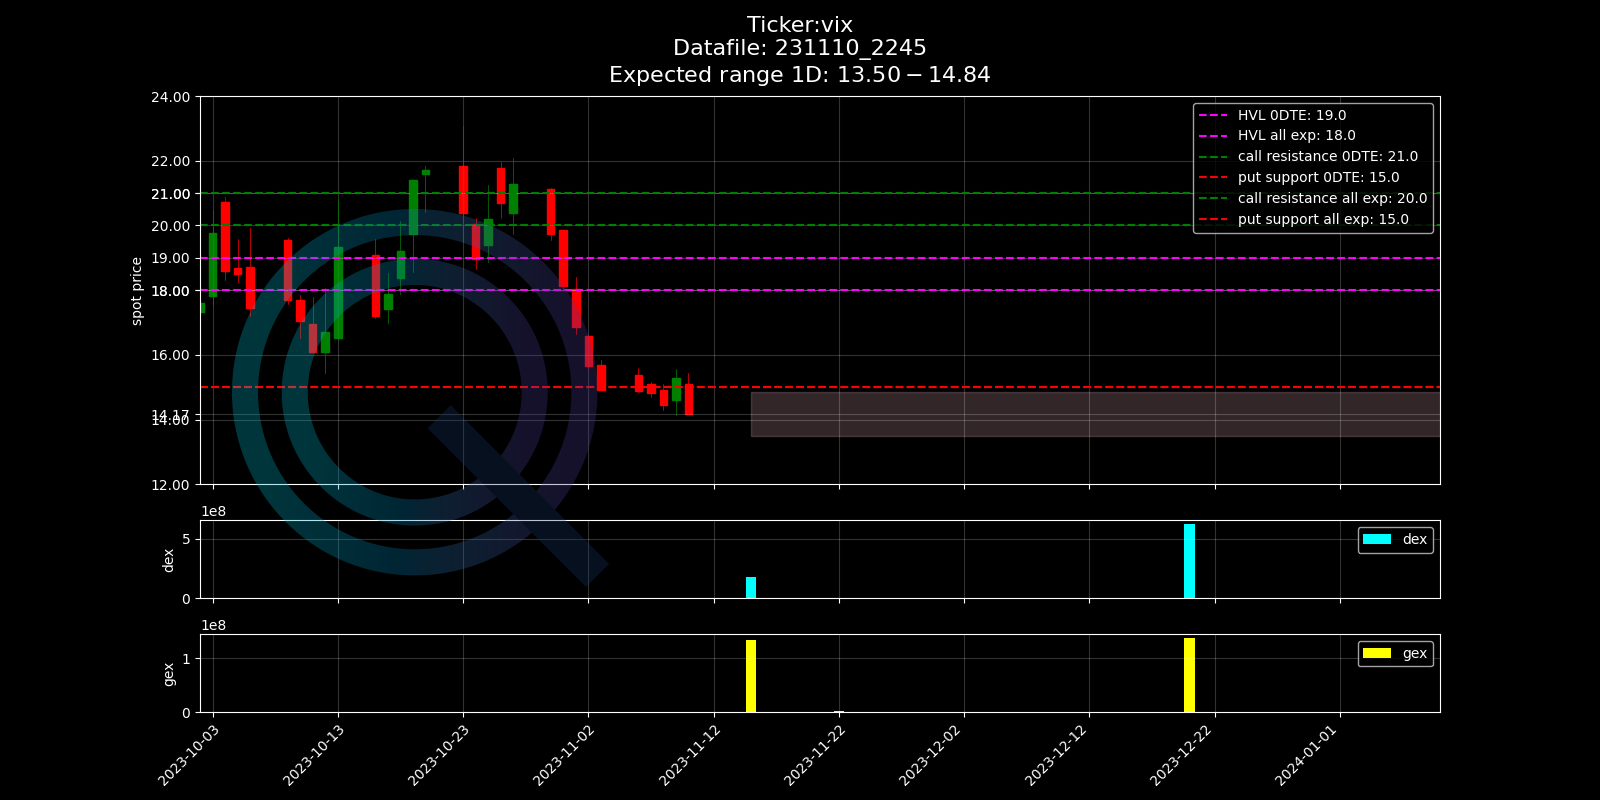 Ticker:vix
Datafile: 231110_2245
Expected range 1D: 13.50 − 14.84
24.00
22.00
21.00
20.00
19.00
18.00
16.00
14.17
14.00
12.00
spot price
HVL 0DTE: 19.0
HVL all exp: 18.0
call resistance 0DTE: 21.0
put support 0DTE: 15.0
call resistance all exp: 20.0
put support all exp: 15.0
1e8
5
0
dex
dex
1e8
1
0
gex
gex
2023-10-03
2023-10-13
2023-10-23
2023-11-02
2023-11-12
2023-11-22
2023-12-02
2023-12-12
2023-12-22
2024-01-01